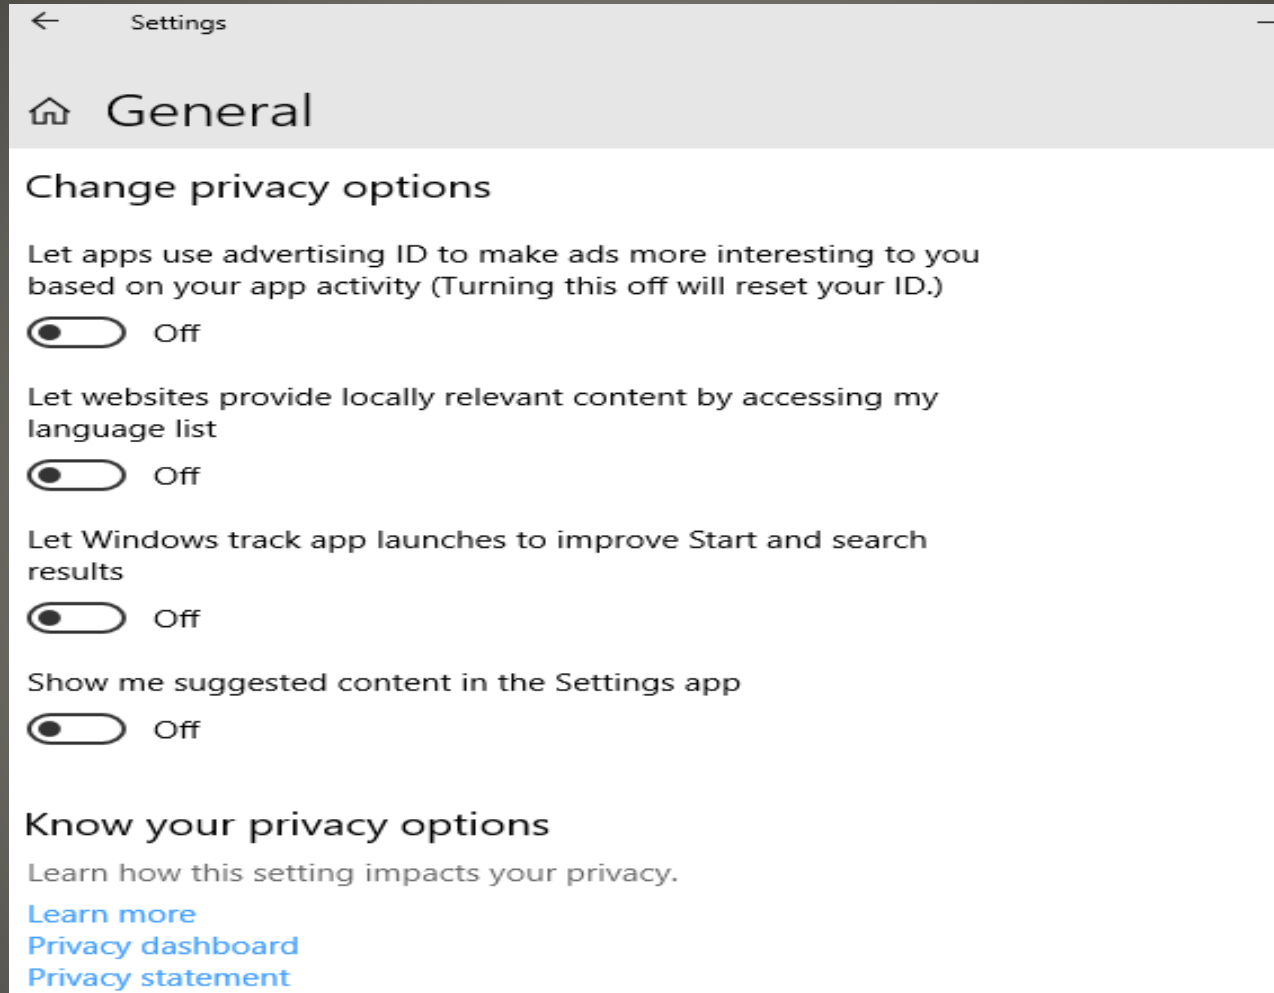 Settings
General
Change privacy options
Let apps use advertising ID to make ads more interesting to you
based on your app activity (Turning this off will reset your ID.)
Off
Let websites provide locally relevant content by accessing my
language list
Off
Let Windows track app launches to improve Start and search
results
Off
Show me suggested content in the Settings app
Off
Know your privacy options
Learn how this setting impacts your privacy.
Learn more
Privacy dashboard
Privacy statement